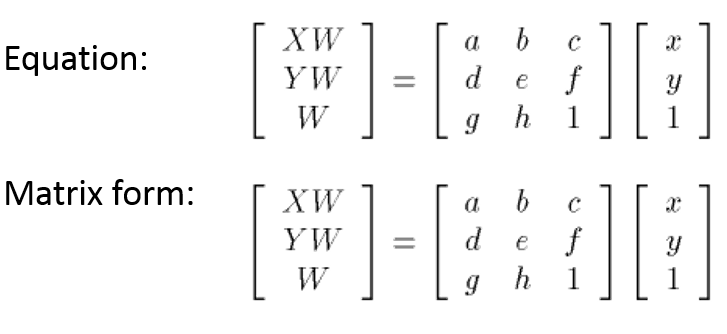 Equation:
[ XW ] = [ a b c ] [ x ]
[ YW ] = [ d e f ] [ y ]
[ W ] = [ g h 1 ] [ 1 ]
Matrix form:
[ XW ] = [ a b c ] [ x ]
[ YW ] = [ d e f ] [ y ]
[ W ] = [ g h 1 ] [ 1 ]